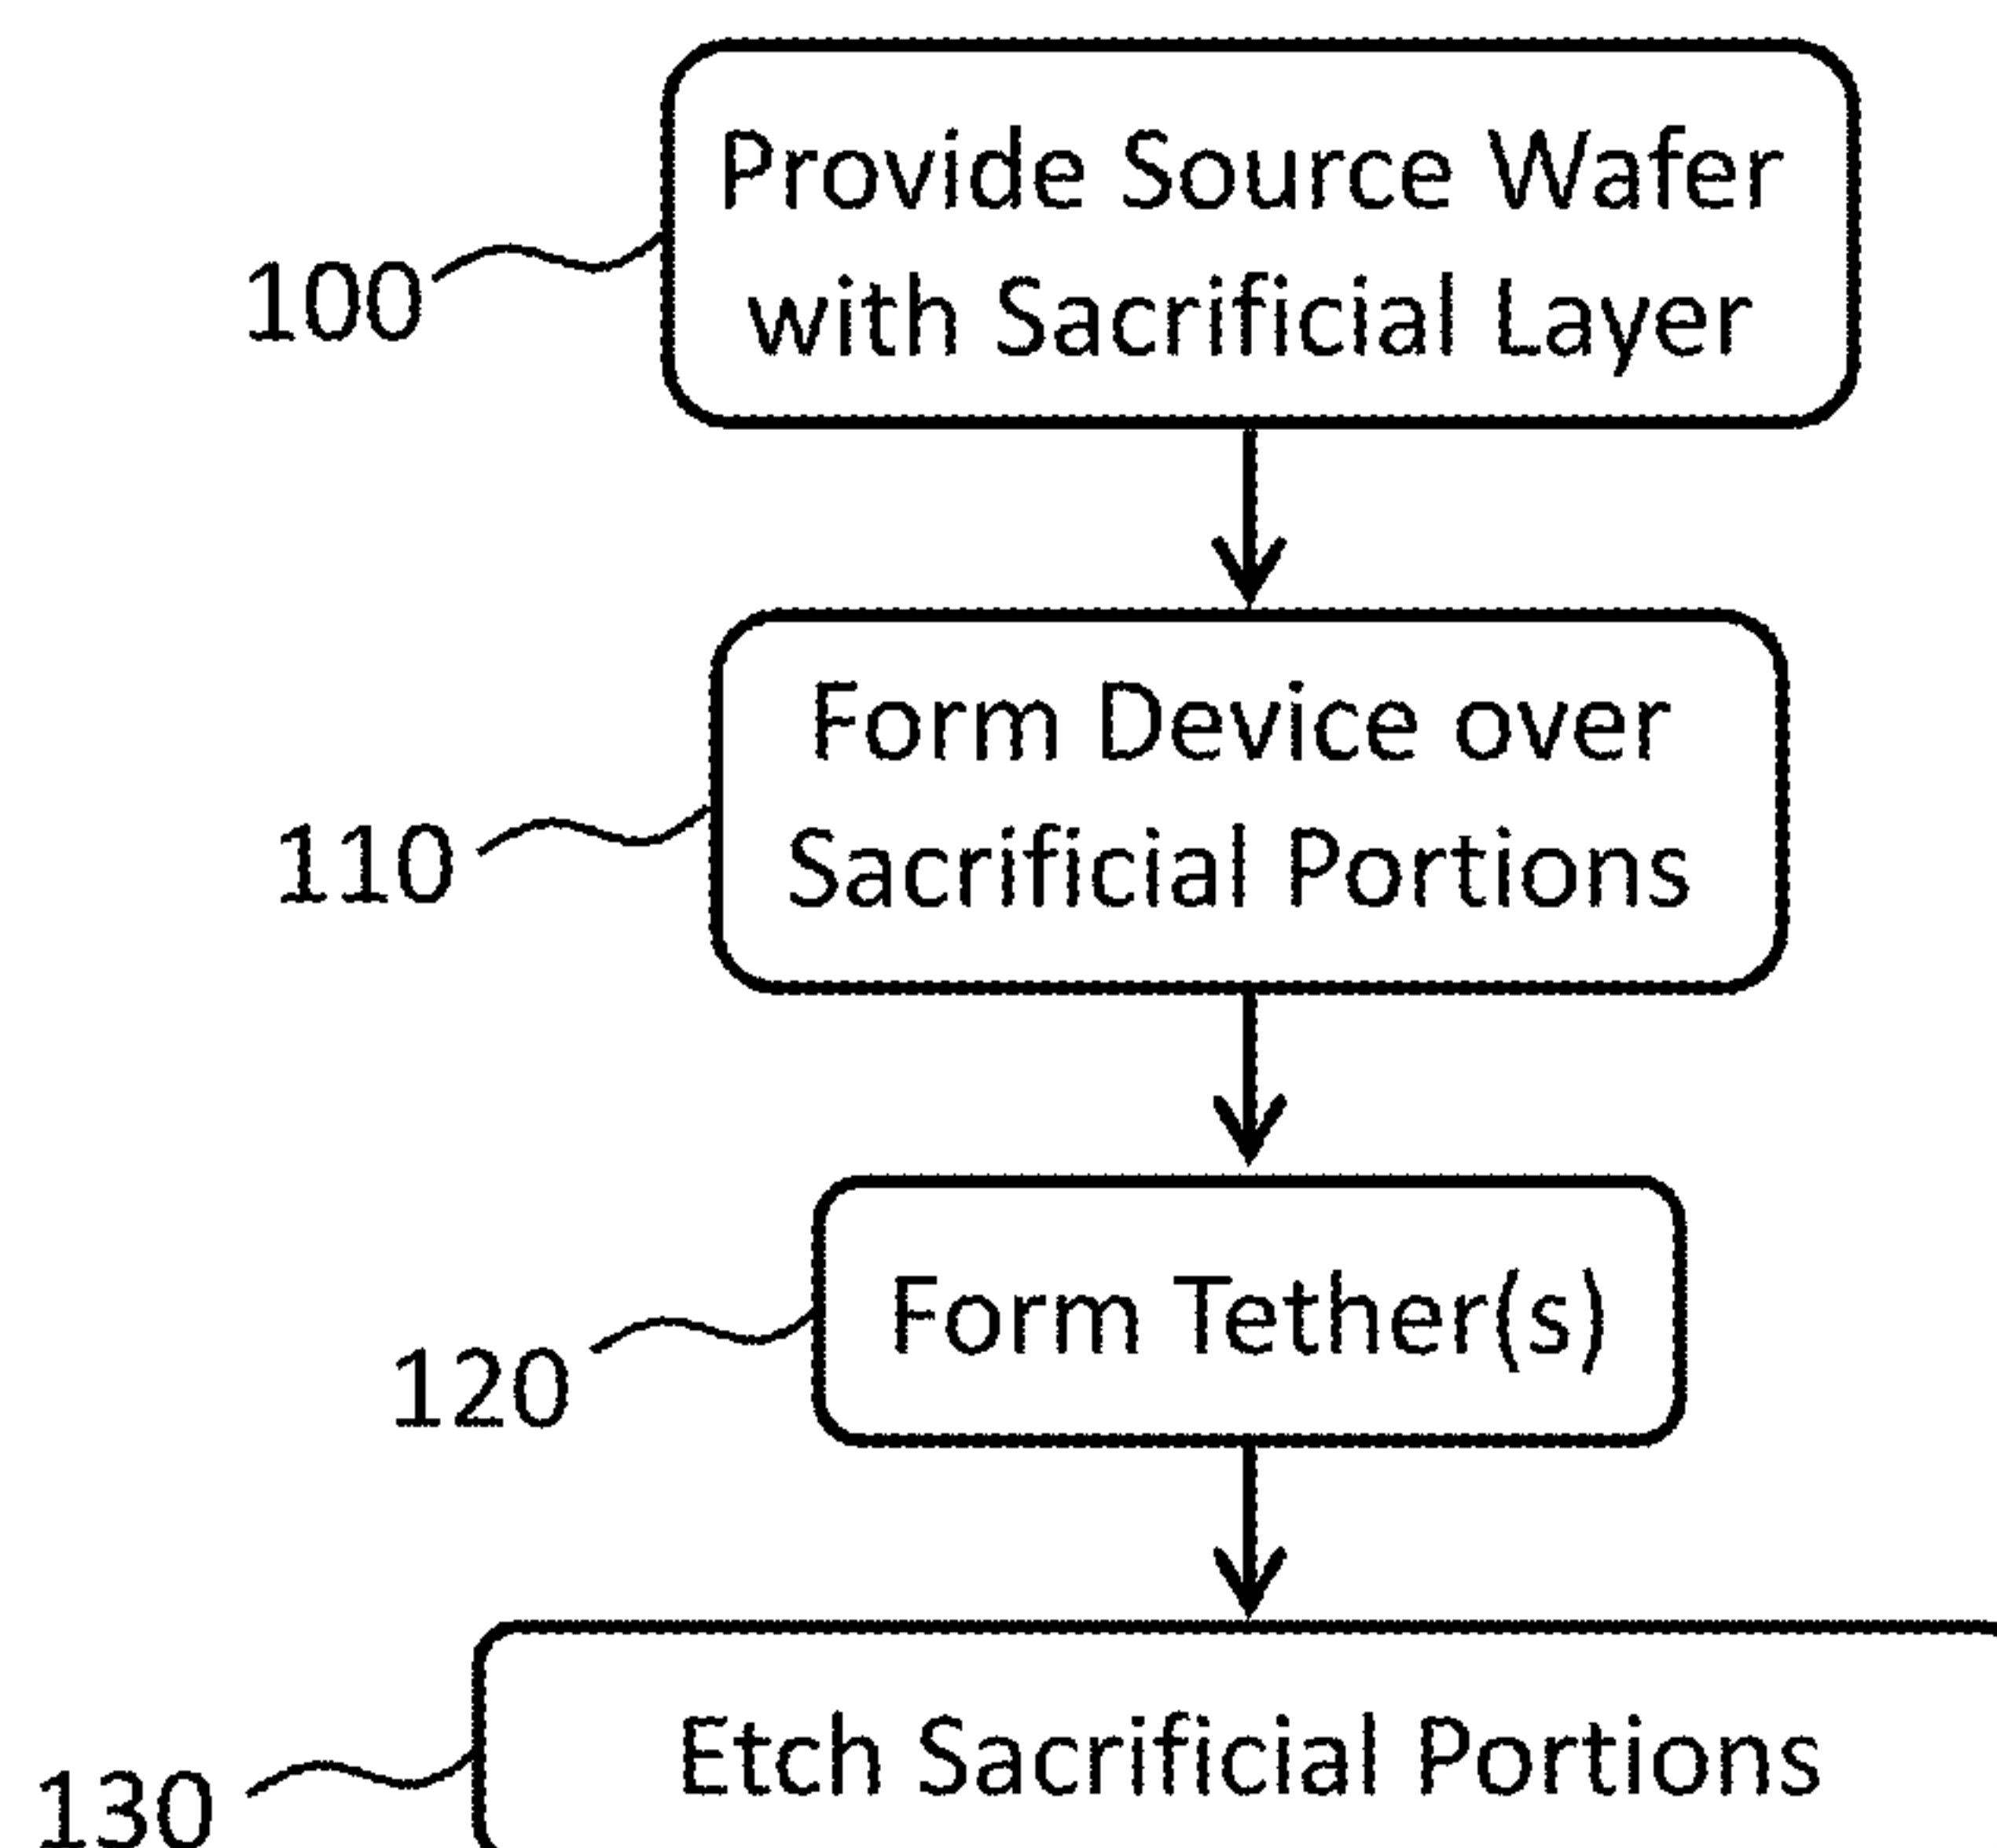 Provide Source Wafer
with Sacrificial Layer
100
Form Device over
Sacrificial Portions
110
Form Tether(s)
120
Etch Sacrificial Portions
130